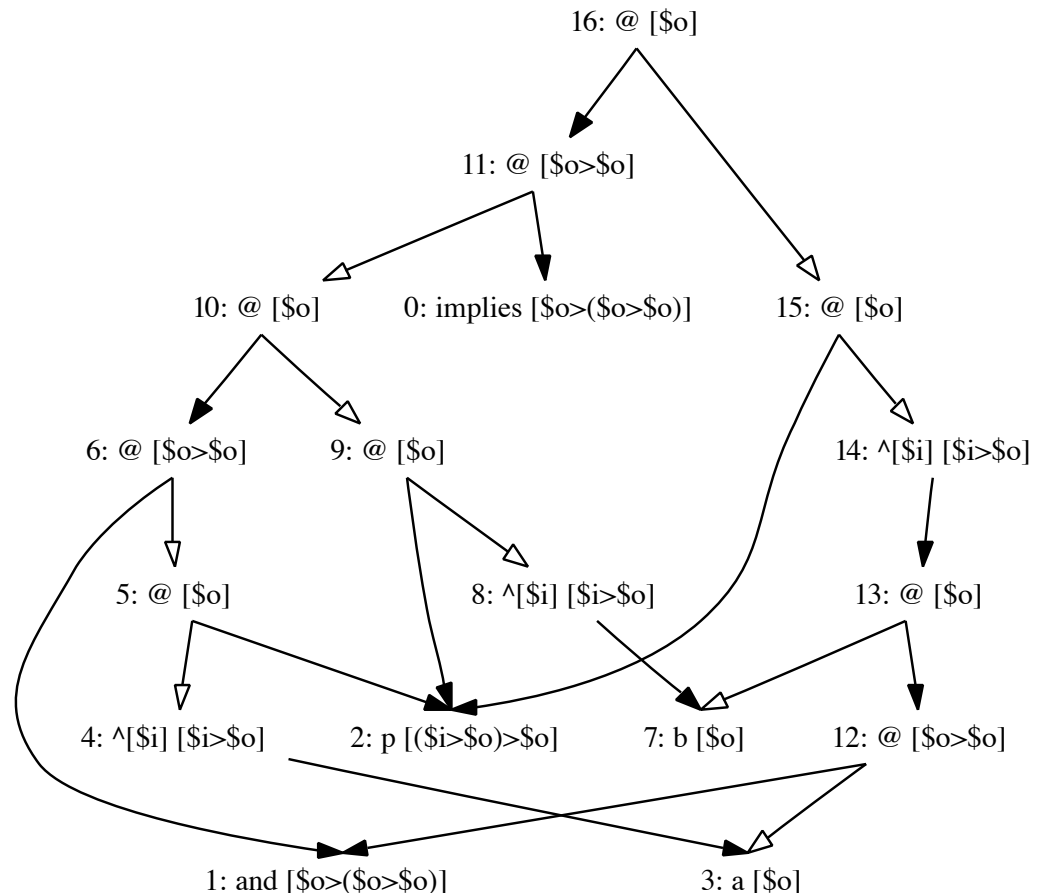 16: @ [$o]
11: @ [$o>$o]
10: @ [$o]
0: implies [$o>($o>$o)]
15: @ [$o]
6: @ [$o>$o]
9: @ [$o]
14: ^[$i] [$i>$o]
5: @ [$o]
8: ^[$i] [$i>$o]
13: @ [$o]
4: ^[$i] [$i>$o]
2: p [($i>$o)>$o]
7: b [$o]
12: @ [$o>$o]
1: and [$o>($o>$o)]
3: a [$o]